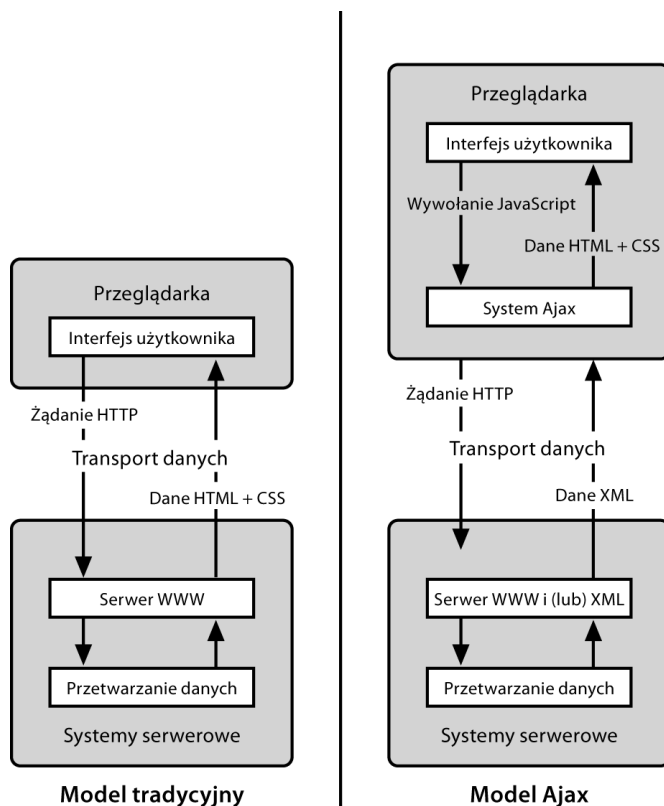 Przeglądarka
Interfejs użytkownika
Żądanie HTTP
Transport danych
Dane HTML + CSS
Serwer WWW
Przetwarzanie danych
Systemy serwerowe
Model tradycyjny
Przeglądarka
Interfejs użytkownika
Wywołanie JavaScript
Dane HTML + CSS
System Ajax
Żądanie HTTP
Transport danych
Dane XML
Serwer WWW i (lub) XML
Przetwarzanie danych
Systemy serwerowe
Model Ajax